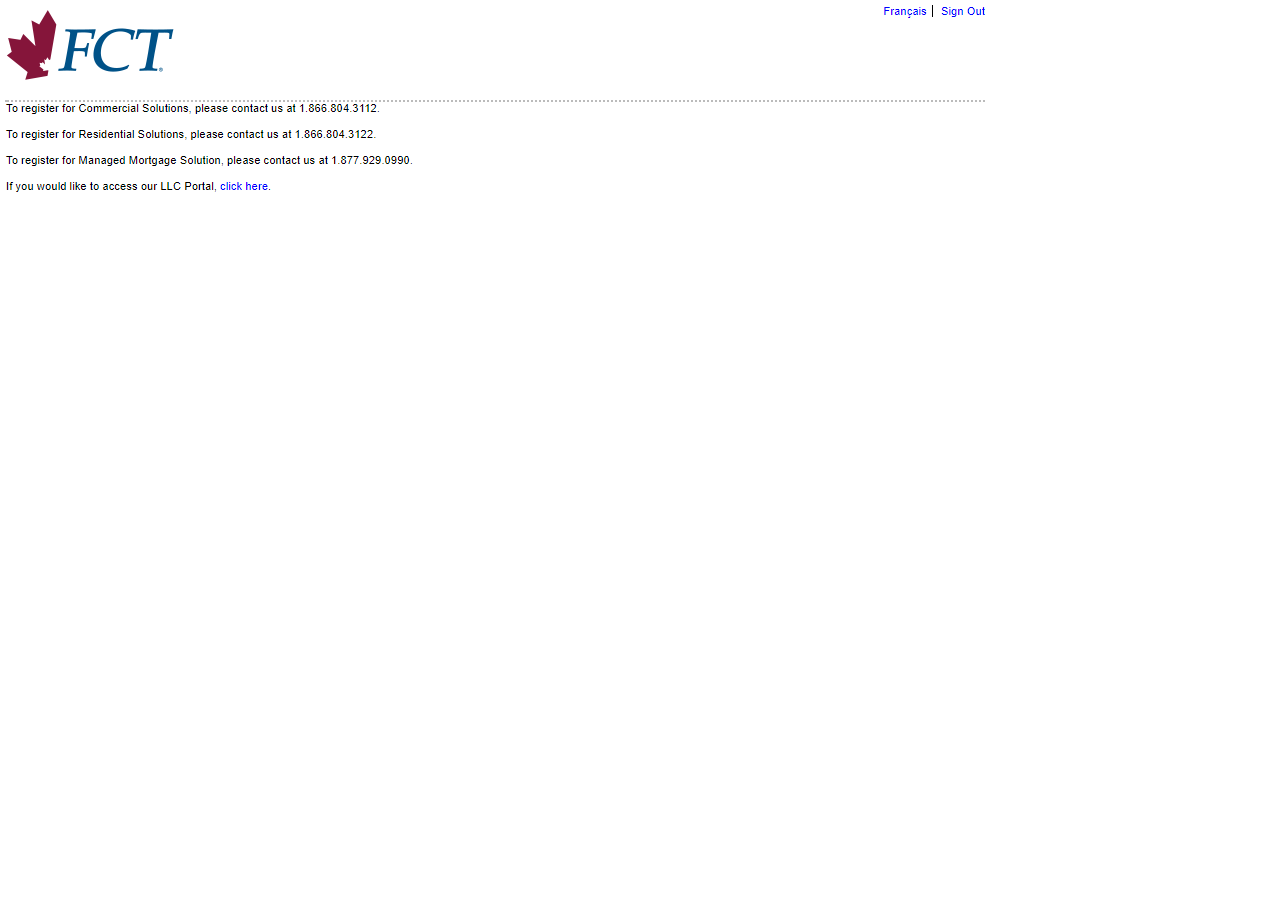 Français | Sign Out
FCT®
To register for Commercial Solutions, please contact us at 1.866.804.3112.
To register for Residential Solutions, please contact us at 1.866.804.3122.
To register for Managed Mortgage Solution, please contact us at 1.877.929.0990.
If you would like to access our LLC Portal, click here.